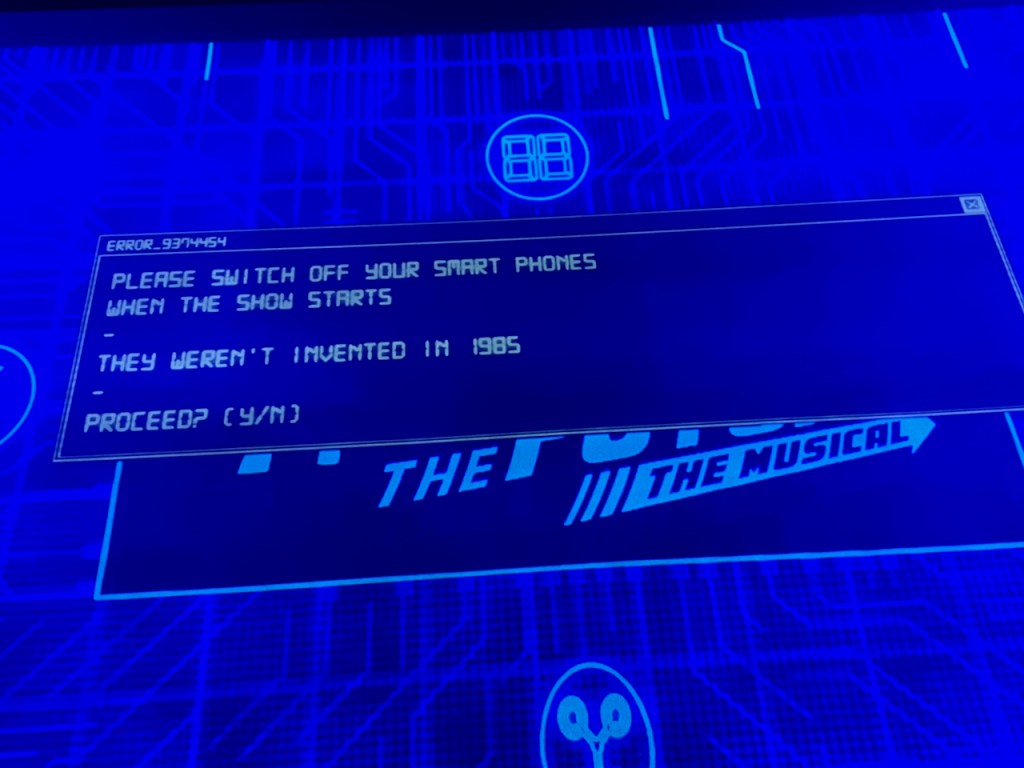 ERROR_9374454
PLEASE SWITCH OFF YOUR SMART PHONES
WHEN THE SHOW STARTS
-
THEY WEREN'T INVENTED IN 1985
-
PROCEED? (Y/N)
THE
THE MUSICAL
88